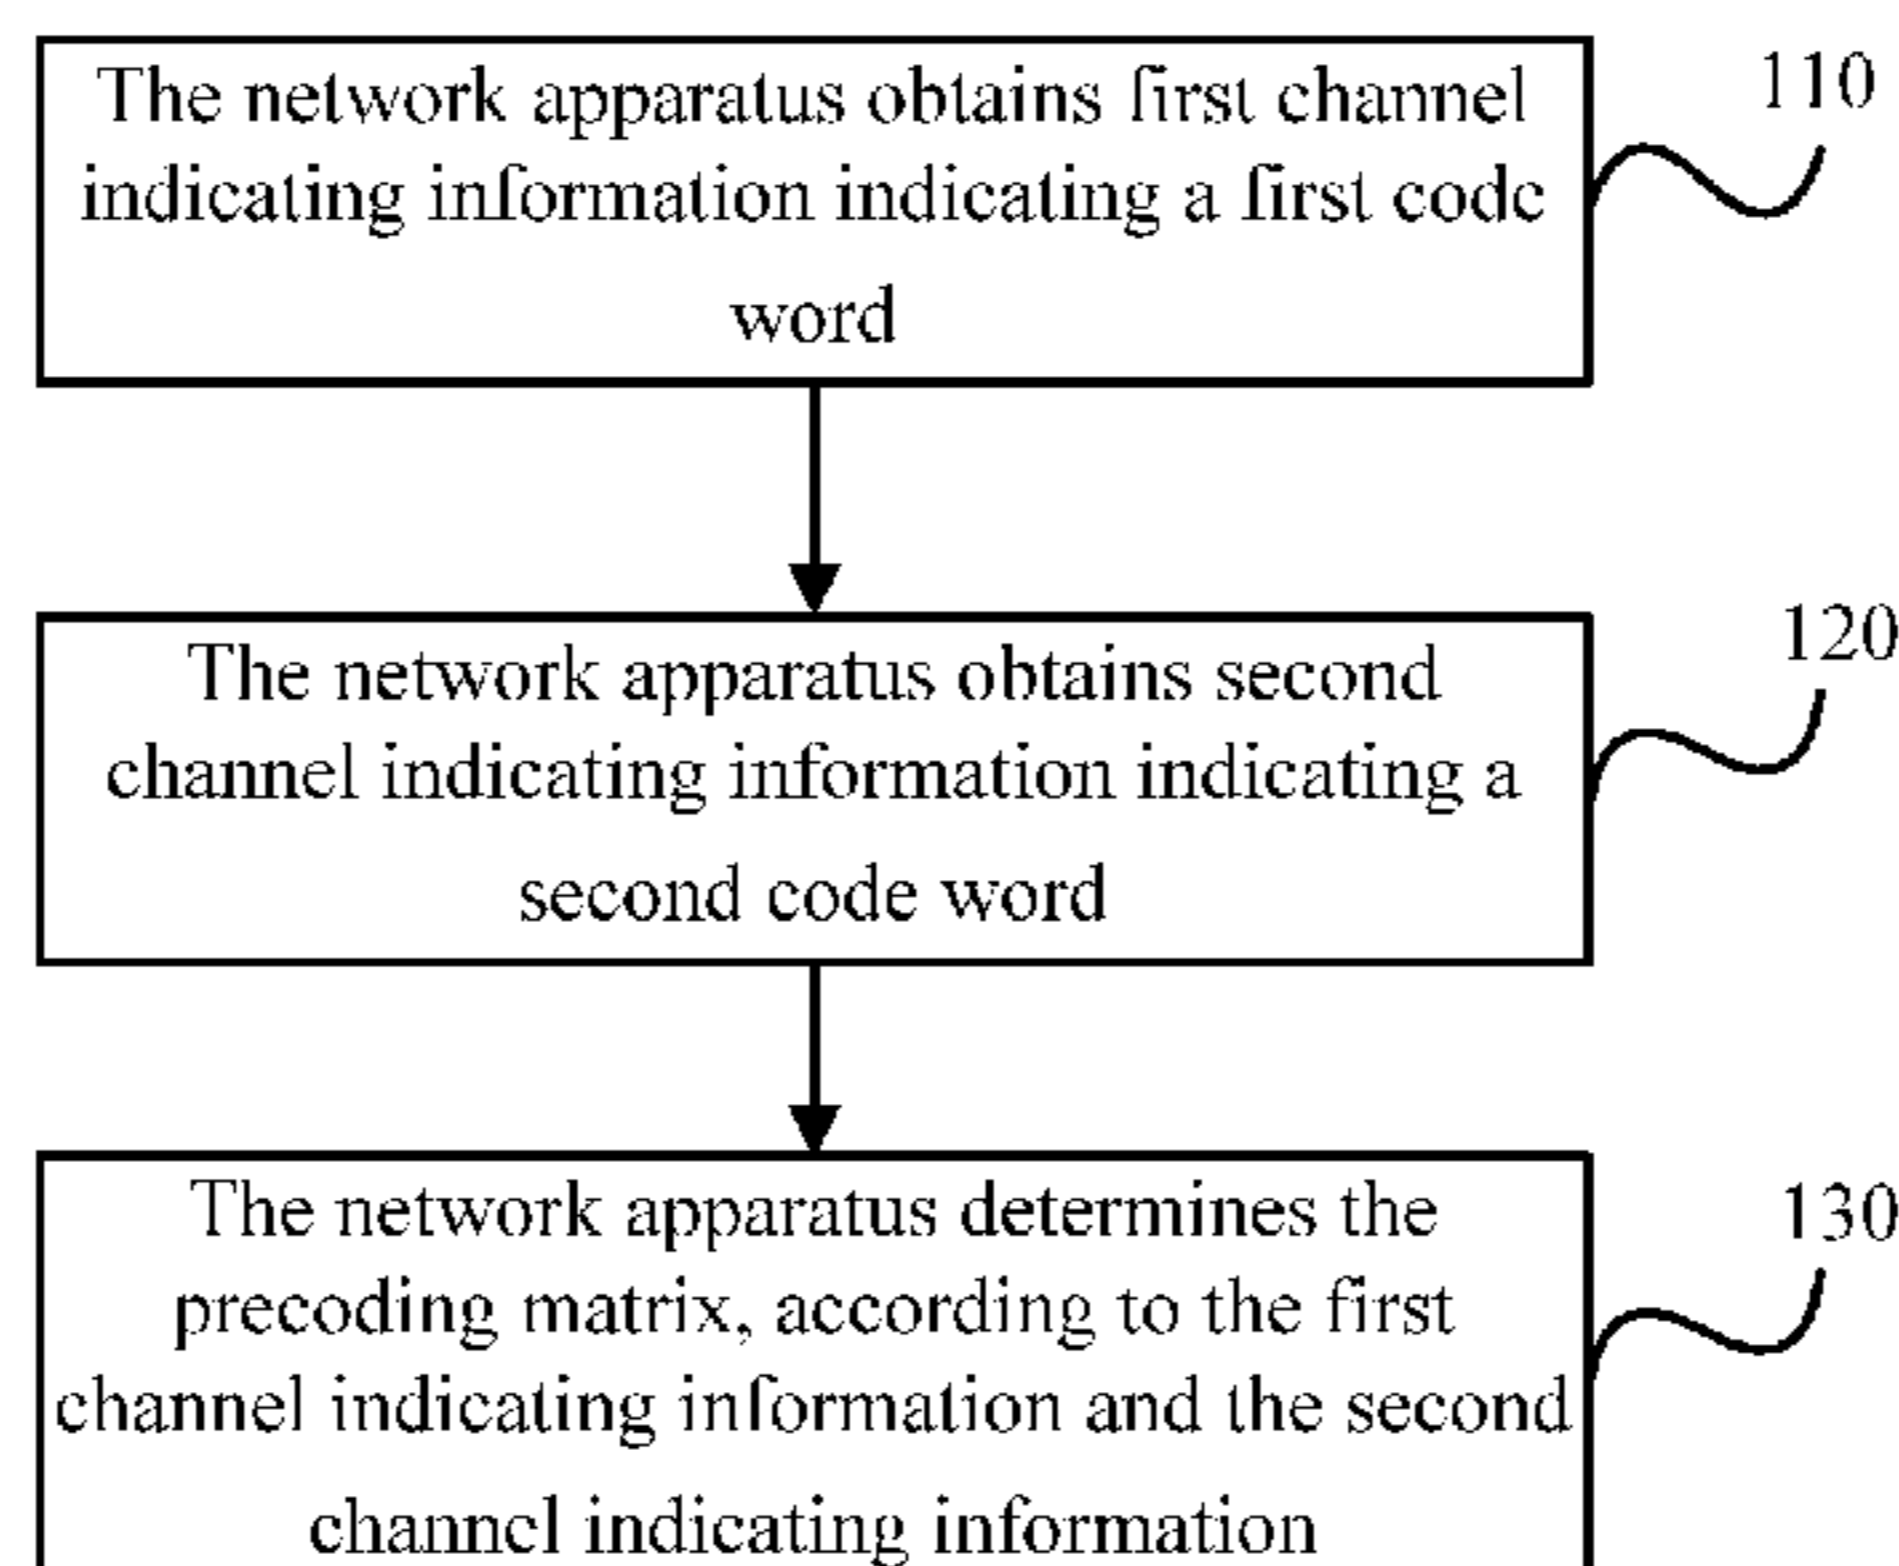 The network apparatus obtains first channel
indicating information indicating a first code
word
110
The network apparatus obtains second
channel indicating information indicating a
second code word
120
The network apparatus determines the
precoding matrix, according to the first
channel indicating information and the second
channel indicating information
130